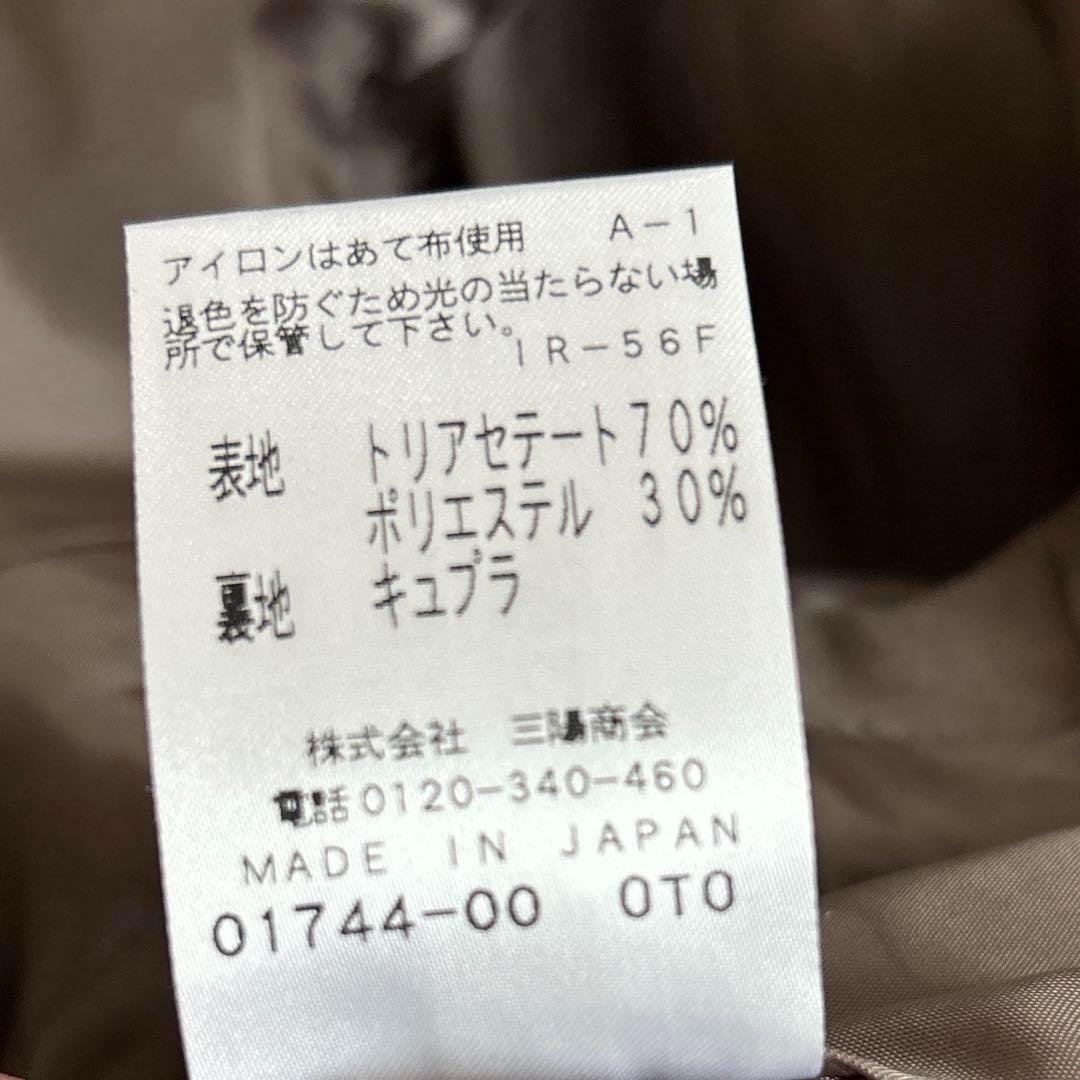 アイロンはあて布使用　A－1
退色を防ぐため光の当たらない場
所で保管して下さい。
IR－56F
表地　トリアセテート70%
ポリエステル　30%
裏地　キュプラ
株式会社　三陽商会
電話0120－340－460
MADE IN JAPAN
01744－00　0T0